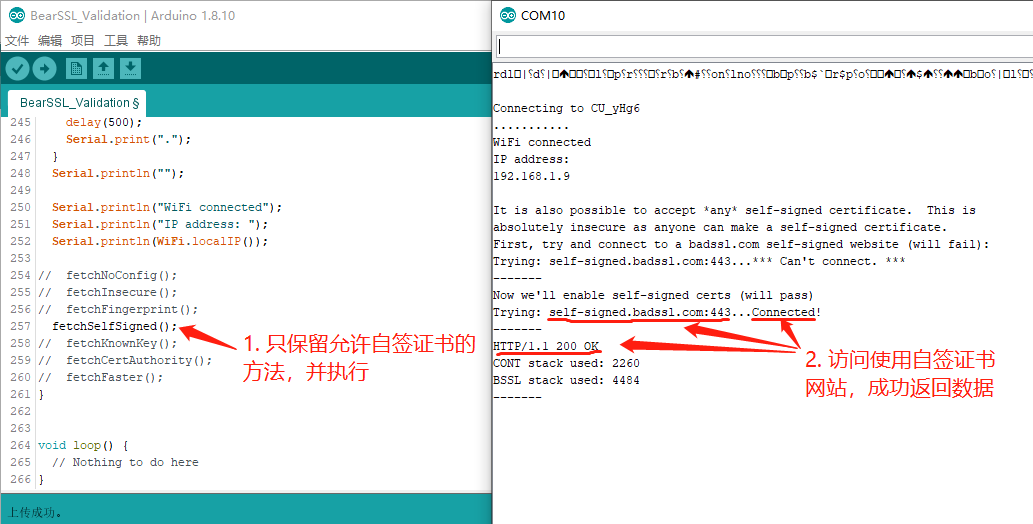 BearSSL_Validation | Arduino 1.8.10
文件 编辑 项目 工具 帮助
BearSSL_Validation §
245 delay(500);
246 Serial.print(".");
247 }
248 Serial.println("");
249
250 Serial.println("WiFi connected");
251 Serial.println("IP address: ");
252 Serial.println(WiFi.localIP());
253
254 // fetchNoConfig();
255 // fetchInsecure();
256 // fetchFingerprint();
257 fetchSelfSigned();
258 // fetchKnownKey();
259 // fetchCertAuthority();
260 // fetchFaster();
261 }
262
263
264 void loop() {
265 // Nothing to do here
266 }
上传成功。
1. 只保留允许自签证书的
方法，并执行
COM10
Connecting to CU_yHg6
...........
WiFi connected
IP address:
192.168.1.9
It is also possible to accept *any* self-signed certificate.  This is
absolutely insecure as anyone can make a self-signed certificate.
First, try and connect to a badssl.com self-signed website (will fail):
Trying: self-signed.badssl.com:443...*** Can't connect. ***
-------
Now we'll enable self-signed certs (will pass)
Trying: self-signed.badssl.com:443...Connected!
-------
HTTP/1.1 200 OK
CONT stack used: 2260
BSSL stack used: 4484
-------
2. 访问使用自签证书
网站，成功返回数据